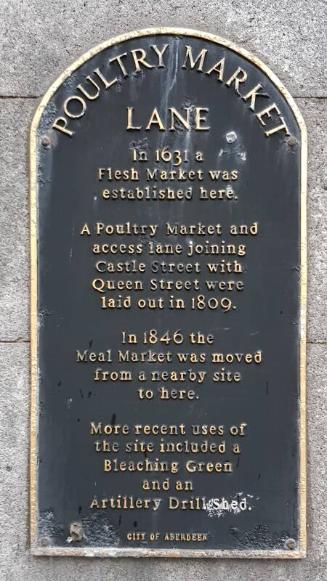 POULTRY MARKET
LANE
In 1631 a
Flesh Market was
established here.
A Poultry Market and
access lane joining
Castle Street with
Queen Street were
laid out in 1809.
In 1846 the
Meal Market was moved
from a nearby site
to here.
More recent uses of
the site included a
Bleaching Green
and an
Artillery Drill Shed.
CITY OF ABERDEEN